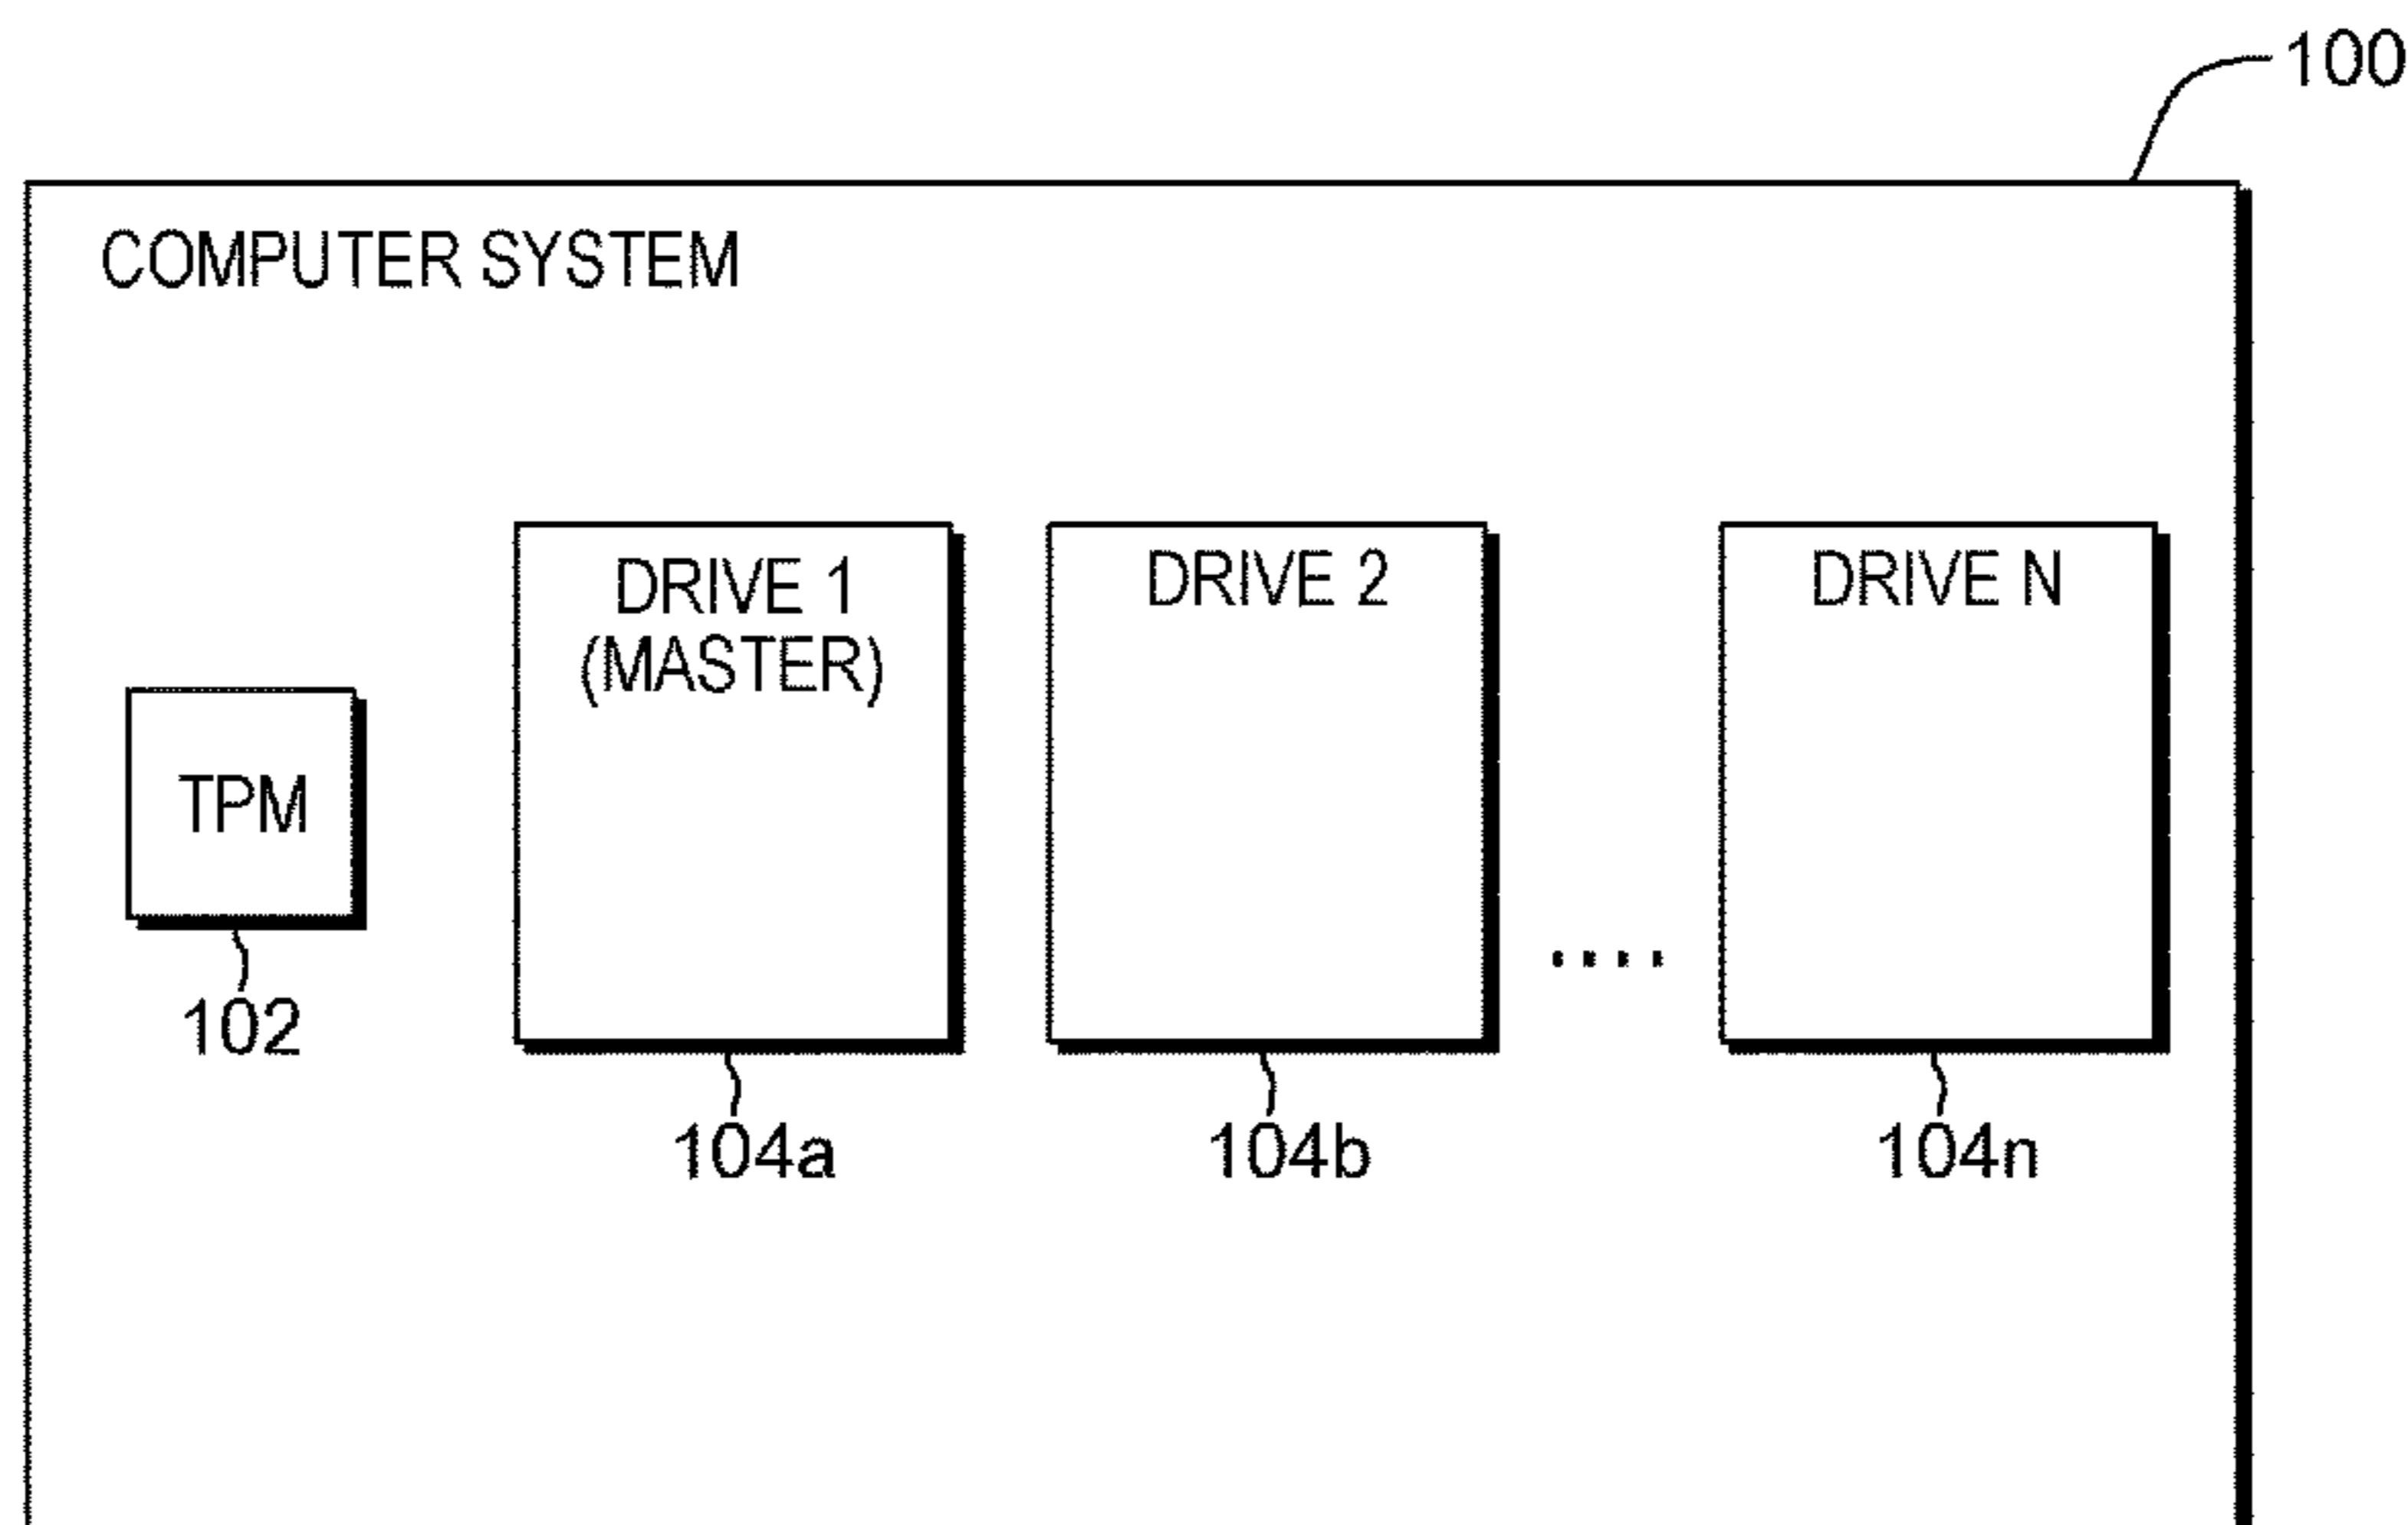 100
COMPUTER SYSTEM
DRIVE 1
(MASTER)
DRIVE 2
....
DRIVE N
TPM
102
104a
104b
104n